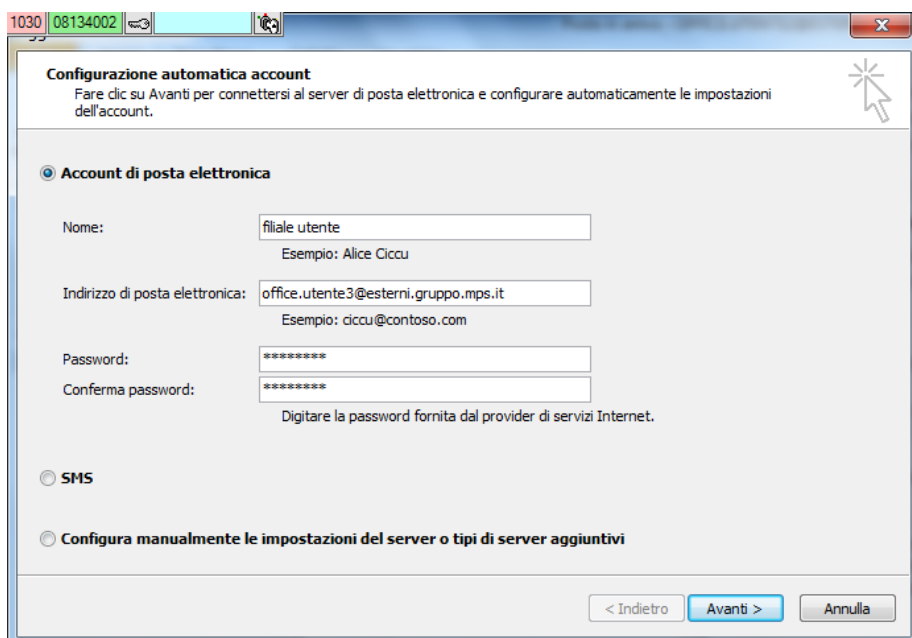 1030 08134002
Configurazione automatica account
Fare clic su Avanti per connettersi al server di posta elettronica e configurare automaticamente le impostazioni
dell'account.
Account di posta elettronica
Nome: filiale utente
Esempio: Alice Ciccu
Indirizzo di posta elettronica: office.utente3@esterni.gruppo.mps.it
Esempio: ciccu@contoso.com
Password: ********
Conferma password: ********
Digitare la password fornita dal provider di servizi Internet.
SMS
Configura manualmente le impostazioni del server o tipi di server aggiuntivi
< Indietro Avanti > Annulla